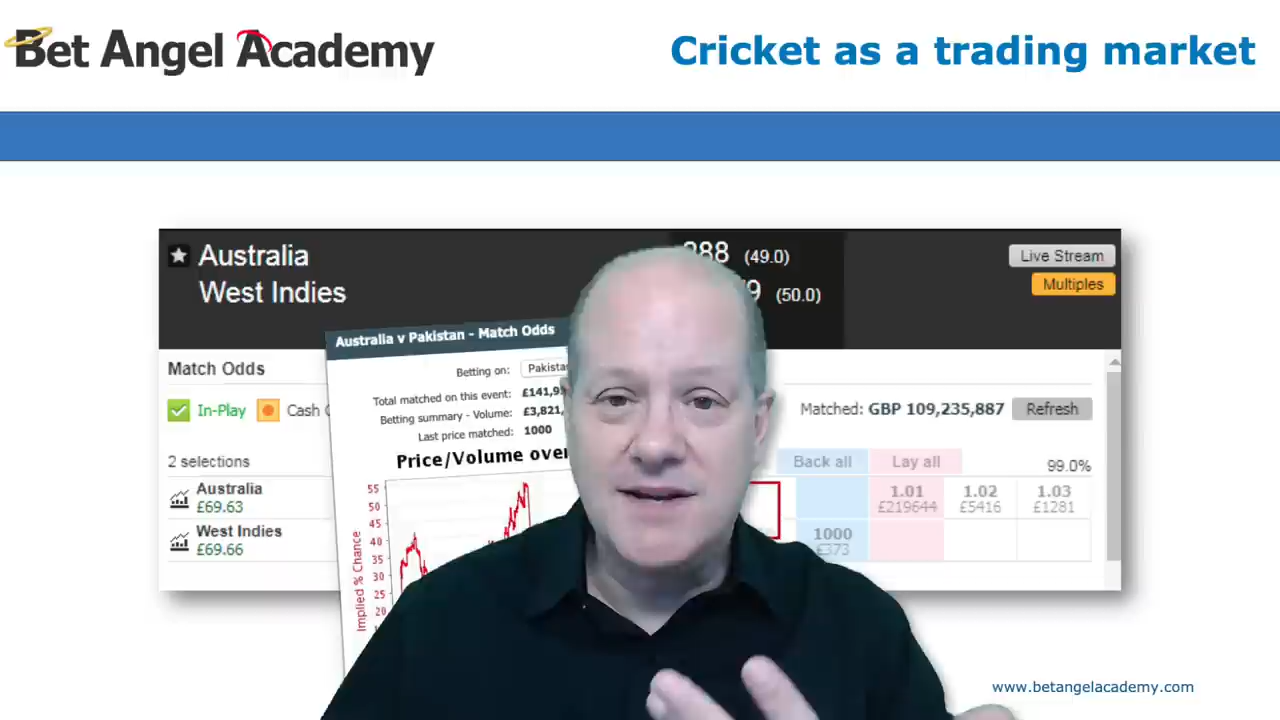 Bet Angel Academy
Cricket as a trading market
Australia
(49.0)
Live Stream
West Indies
(50.0)
Multiples
Australia v Pakistan - Match Odds
Match Odds
Betting on:
In-Play
Total matched on this event:
Matched: GBP 109,235,887
Refresh
Betting summary - Volume:
Last price matched: 1000
2 selections
Price/Volume
Back all
Lay all
99.0%
Australia
55
1.01
1.02
1.03
£69.63
50
£219644
£5416
£1281
45
West Indies
40
1000
£69.66
35
£373
30
25
20
Implied % Chance
www.betangelacademy.com